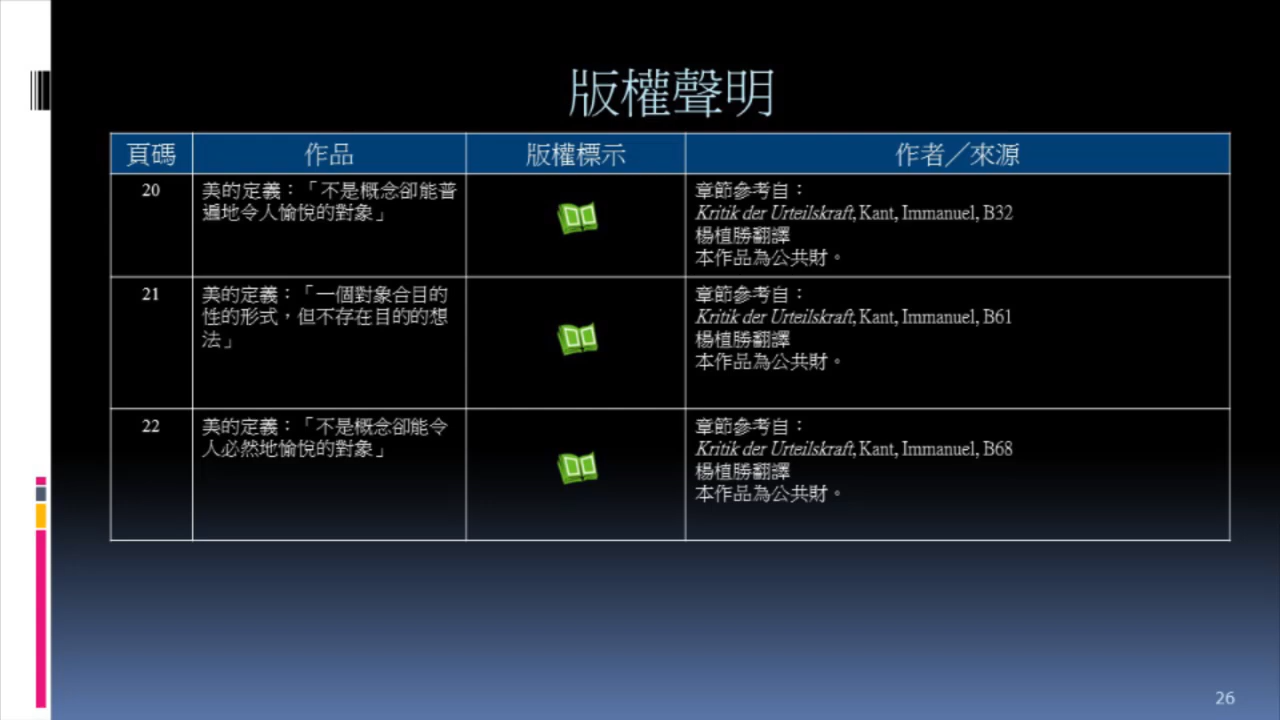 版權聲明
頁碼 作品 版權標示 作者／來源
20 美的定義：「不是概念卻能普
遍地令人愉悅的對象」
章節參考自：
Kritik der Urteilskraft, Kant, Immanuel, B32
楊植勝翻譯
本作品為公共財。
21 美的定義：「一個對象合目的
性的形式，但不存在目的的想
法」
章節參考自：
Kritik der Urteilskraft, Kant, Immanuel, B61
楊植勝翻譯
本作品為公共財。
22 美的定義：「不是概念卻能令
人必然地愉悅的對象」
章節參考自：
Kritik der Urteilskraft, Kant, Immanuel, B68
楊植勝翻譯
本作品為公共財。
26